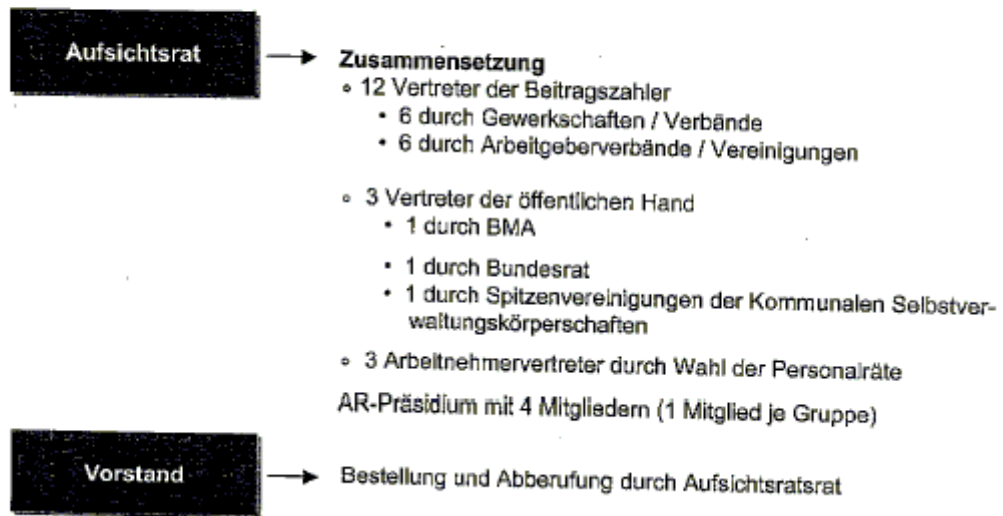 Aufsichtsrat
Zusammensetzung
∘ 12 Vertreter der Beitragszahler
• 6 durch Gewerkschaften / Verbände
• 6 durch Arbeitgeberverbände / Vereinigungen
∘ 3 Vertreter der öffentlichen Hand
• 1 durch BMA
• 1 durch Bundesrat
• 1 durch Spitzenvereinigungen der Kommunalen Selbstver-
waltungskörperschaften
∘ 3 Arbeitnehmervertreter durch Wahl der Personalräte
AR-Präsidium mit 4 Mitgliedern (1 Mitglied je Gruppe)
Vorstand
Bestellung und Abberufung durch Aufsichtsratsrat